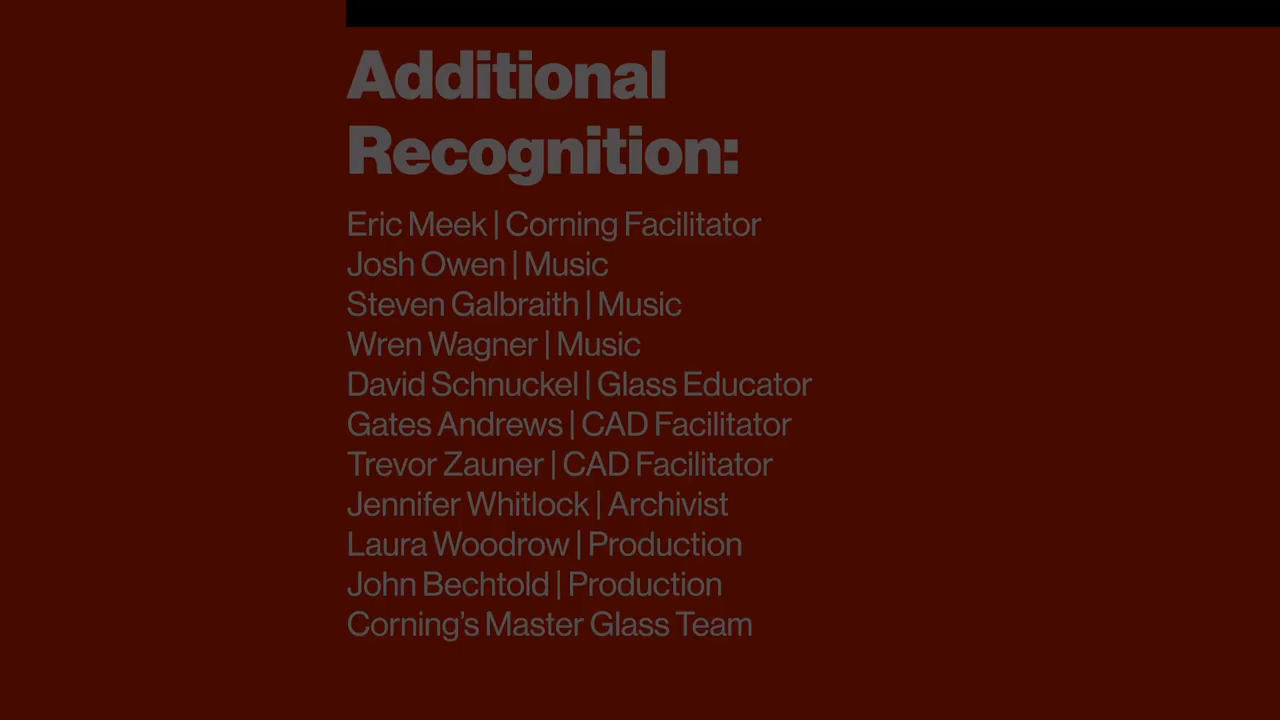 Additional
Recognition:
Eric Meek | Corning Facilitator
Josh Owen | Music
Steven Galbraith | Music
Wren Wagner | Music
David Schnuckel | Glass Educator
Gates Andrews | CAD Facilitator
Trevor Zauner | CAD Facilitator
Jennifer Whitlock | Archivist
Laura Woodrow | Production
John Bechtold | Production
Corning's Master Glass Team